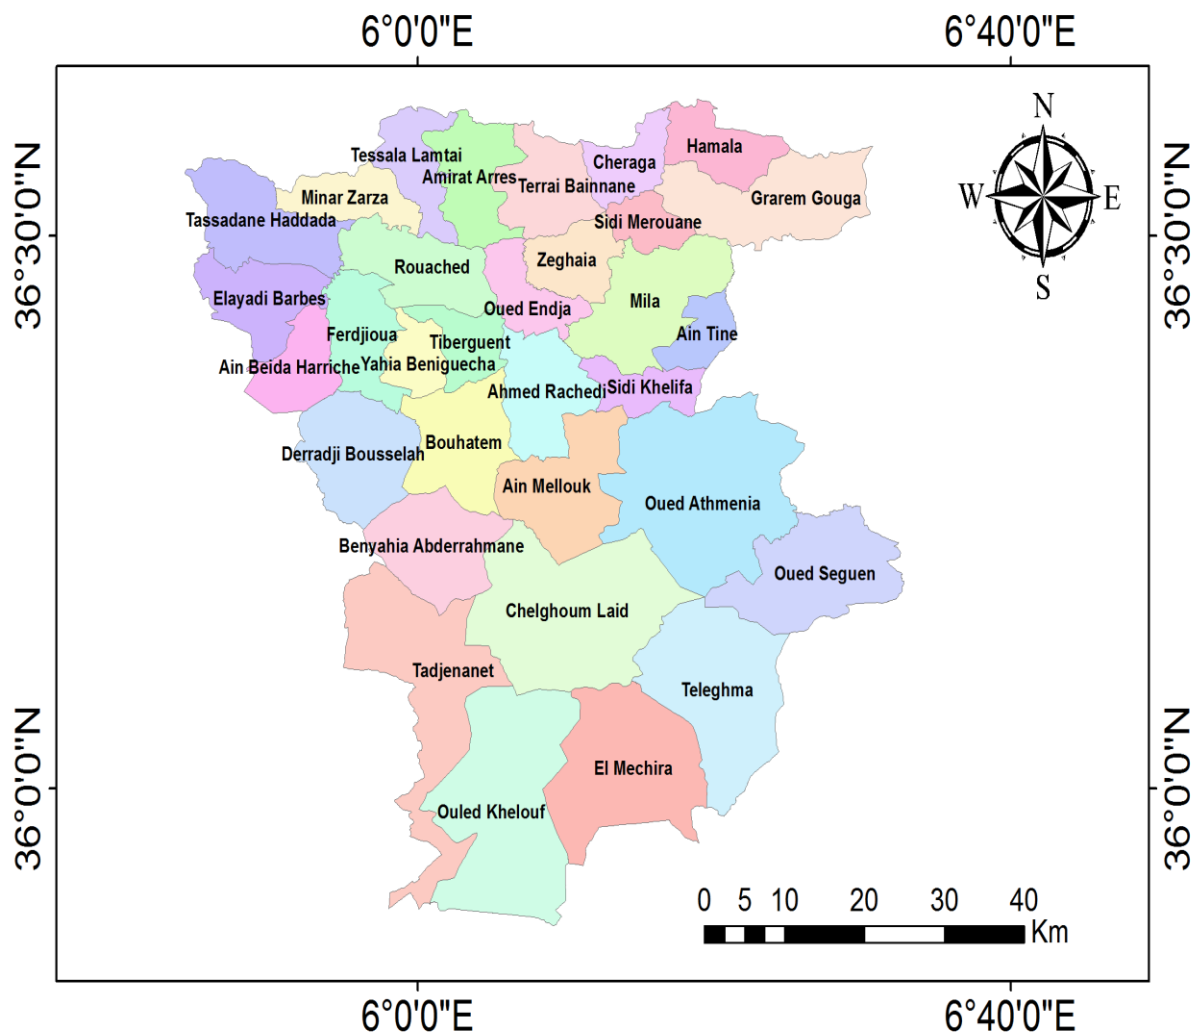 6°0'0"E 6°40'0"E
N
W E
S
36°30'0"N
36°30'0"N
36°0'0"N
36°0'0"N
Hamala
Tessala Lamtai
Cheraga
Amirat Arres
Terrai Bainnane
Minar Zarza
Grarem Gouga
Tassadane Haddada
Sidi Merouane
Zeghaia
Rouached
Elayadi Barbes
Mila
Oued Endja
Ferdjioua
Ain Tine
Tiberguent
Yahia Beniguecha
Ain Beida Harriche
Sidi Khelifa
Ahmed Rachedi
Bouhatem
Derradji Bousselah
Ain Mellouk
Oued Athmenia
Benyahia Abderrahmane
Oued Seguen
Chelghoum Laid
Tadjenanet
Teleghma
El Mechira
Ouled Khelouf
0 5 10 20 30 40
Km
6°0'0"E 6°40'0"E